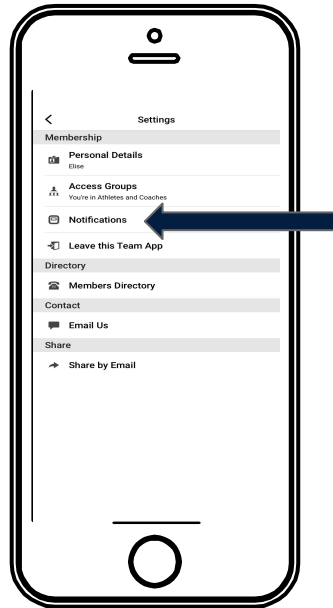 Settings
Membership
Personal Details
Elise
Access Groups
You're in Athletes and Coaches
Notifications
Leave this Team App
Directory
Members Directory
Contact
Email Us
Share
Share by Email